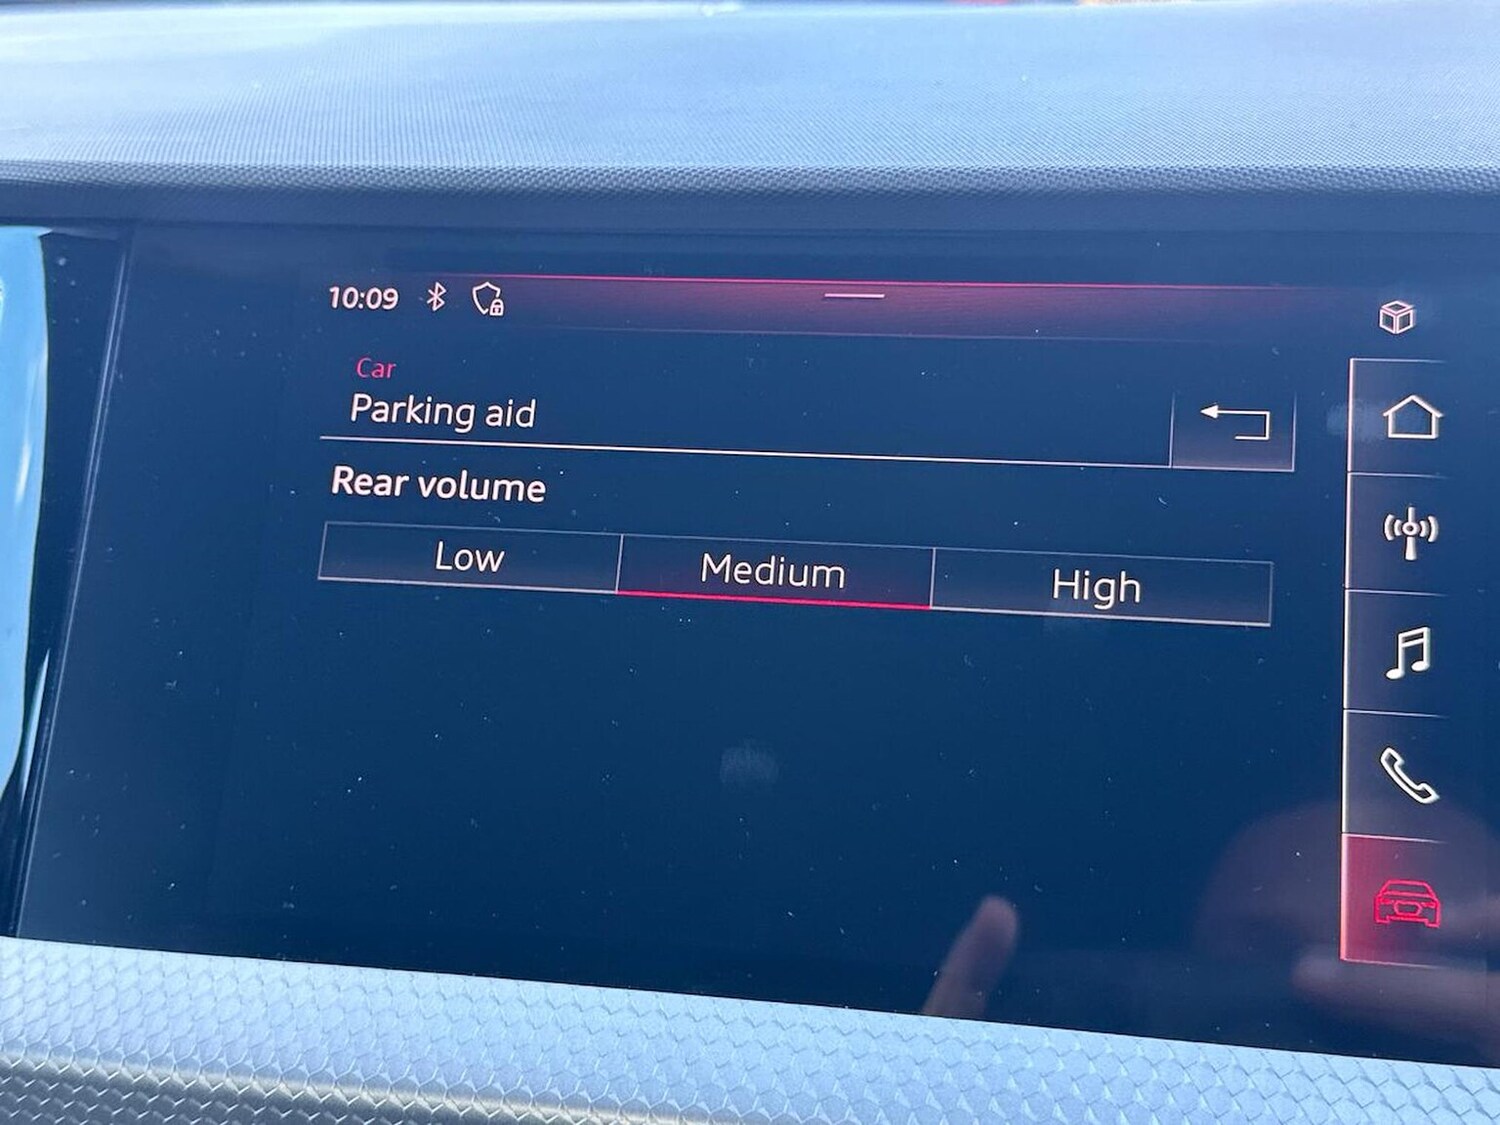 10:09
Car
Parking aid
Rear volume
Low Medium High